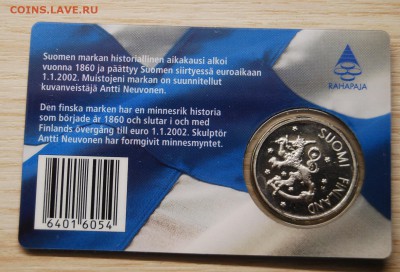 COINS.ЛАVE.RU
Suomen markan historiallinen aikakausi alkoi
vuonna 1860 ja päättyy Suomen siirtyessä euroaikaan
1.1.2002. Muistojeni markan on suunnitellut
kuvanveistäjä Antti Neuvonen.
RAHAPAJA
Den finska marken har en minnesrik historia
som började år 1860 och slutar i och med
Finlands övergång till euro 1.1.2002. Skulptör
Antti Neuvonen har formgivit minnesmyntet.
SUOMI FINLAND
6401 6054